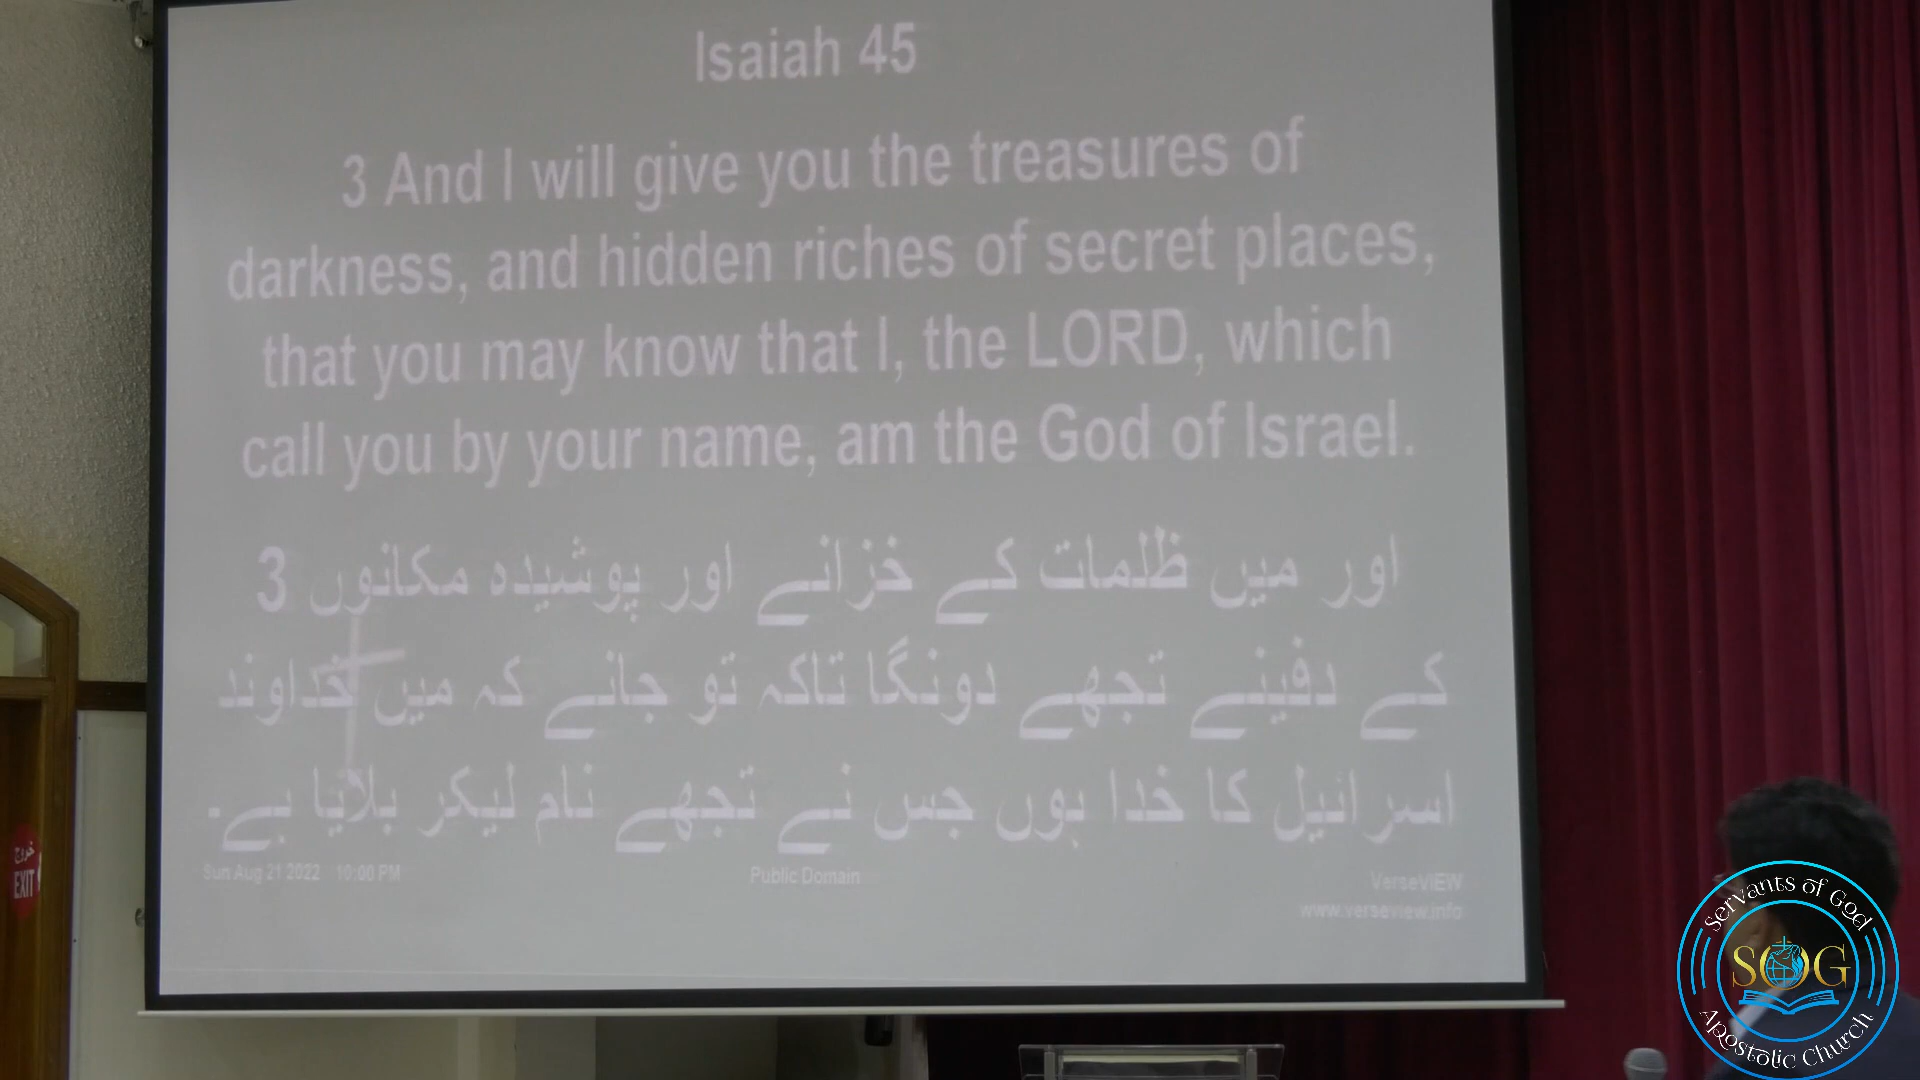 Isaiah 45
3 And I will give you the treasures of
darkness, and hidden riches of secret places,
that you may know that I, the LORD, which
call you by your name, am the God of Israel.
اور میں ظلمات کے خزانے اور پوشیدہ مکانوں 3
کے دفینے تجھے دونگا تاکہ تو جانے کہ میں خداوند
اسرائیل کا خدا ہوں جس نے تجھے نام لیکر بلایا ہے۔
Sun Aug 21 2022 10:00 PM
Public Domain
VerseVIEW
www.verseview.info
خروج
EXIT
Servants of God
SOG
Apostolic Church